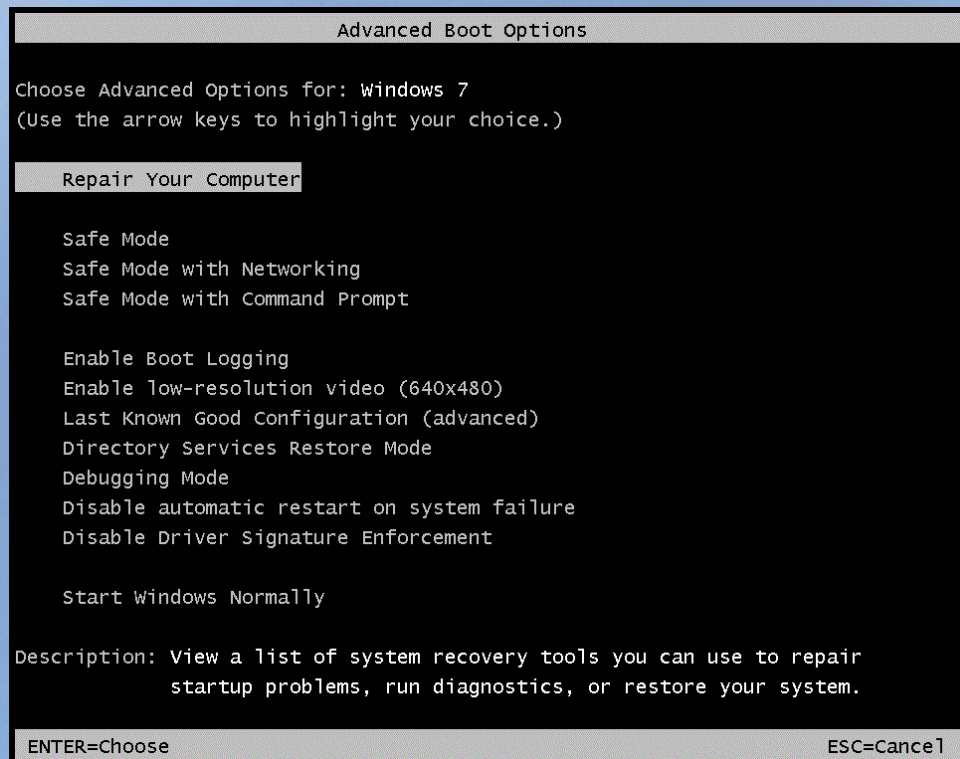 Advanced Boot Options
Choose Advanced Options for: Windows 7
(Use the arrow keys to highlight your choice.)
Repair Your Computer
Safe Mode
Safe Mode with Networking
Safe Mode with Command Prompt
Enable Boot Logging
Enable low-resolution video (640x480)
Last Known Good Configuration (advanced)
Directory Services Restore Mode
Debugging Mode
Disable automatic restart on system failure
Disable Driver Signature Enforcement
Start Windows Normally
Description: View a list of system recovery tools you can use to repair
startup problems, run diagnostics, or restore your system.
ENTER=Choose ESC=Cancel